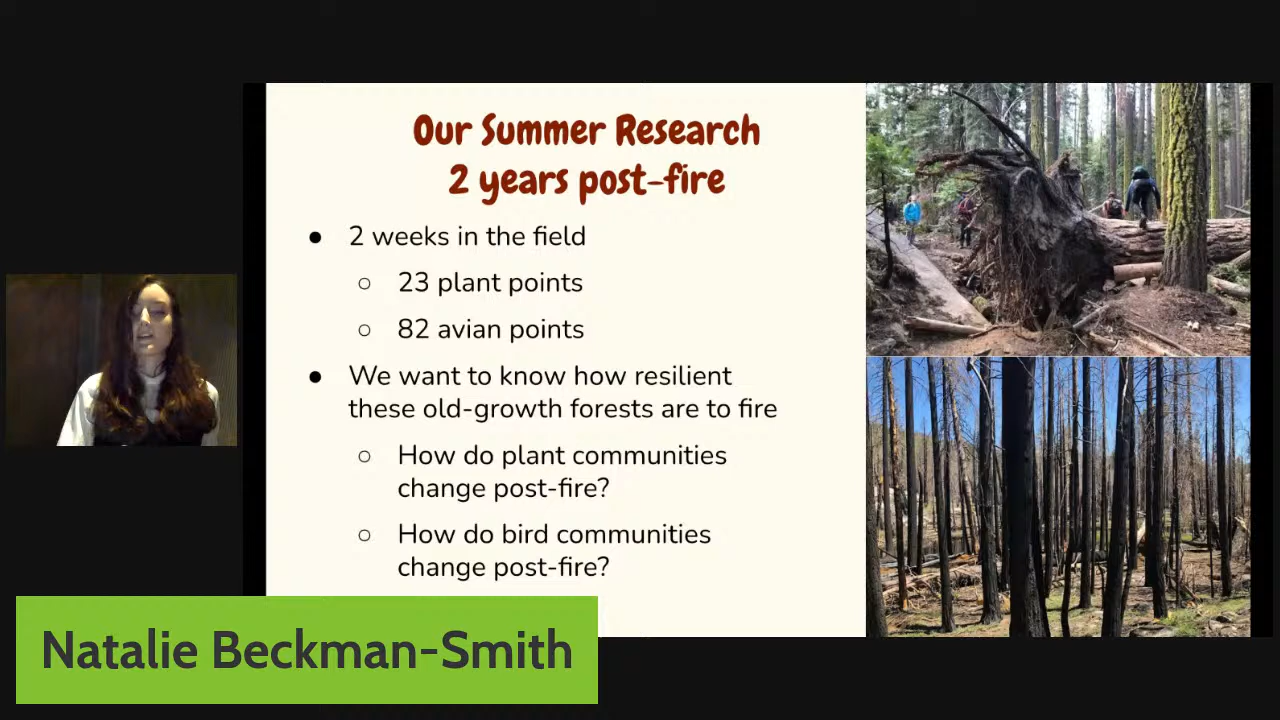 Our Summer Research
2 years post-fire
● 2 weeks in the field
○ 23 plant points
○ 82 avian points
● We want to know how resilient
these old-growth forests are to fire
○ How do plant communities
change post-fire?
○ How do bird communities
change post-fire?
Natalie Beckman-Smith